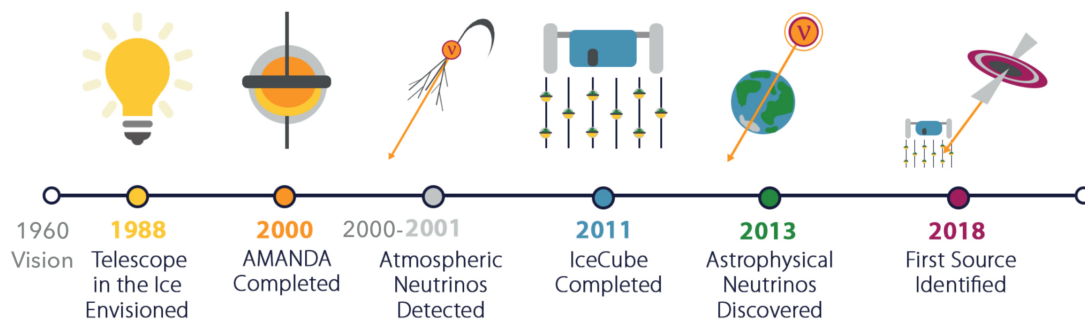 V
V
1960
Vision
1988
Telescope
in the Ice
Envisioned
2000
AMANDA
Completed
2000-2001
Atmospheric
Neutrinos
Detected
2011
IceCube
Completed
2013
Astrophysical
Neutrinos
Discovered
2018
First Source
Identified